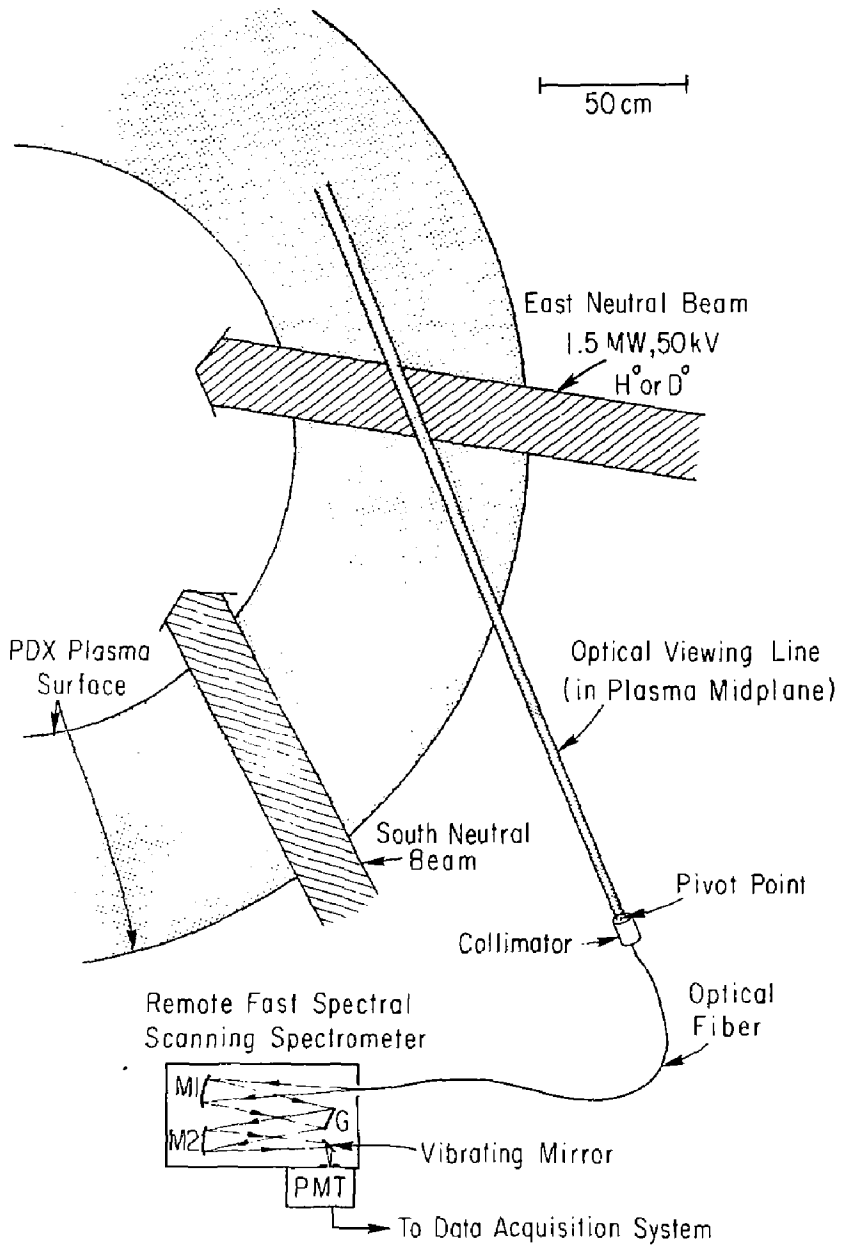 50 cm
East Neutral Beam
1.5 MW, 50 kV
H° or D°
PDX Plasma
Surface
Optical Viewing Line
(in Plasma Midplane)
South Neutral
Beam
Pivot Point
Collimator
Optical
Fiber
Remote Fast Spectral
Scanning Spectrometer
M1
G
M2
Vibrating Mirror
PMT
To Data Acquisition System